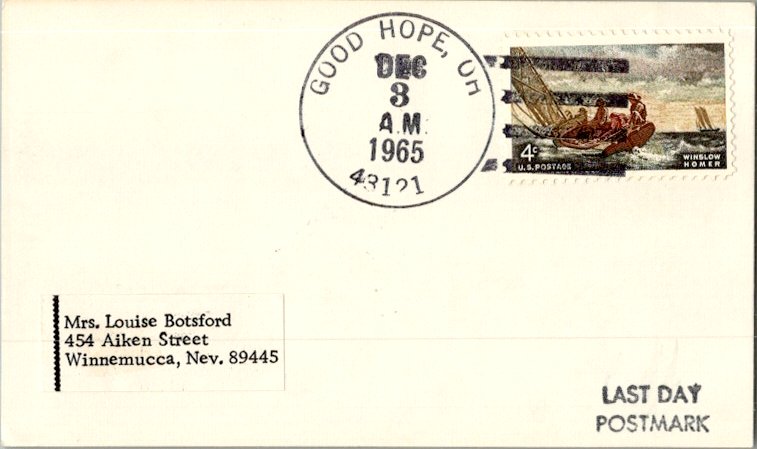 GOOD HOPE, OH
DEC
3
A.M.
1965
43121
4c
U.S. POSTAGE
WINSLOW
HOMER
Mrs. Louise Botsford
454 Aiken Street
Winnemucca, Nev. 89445
LAST DAY
POSTMARK